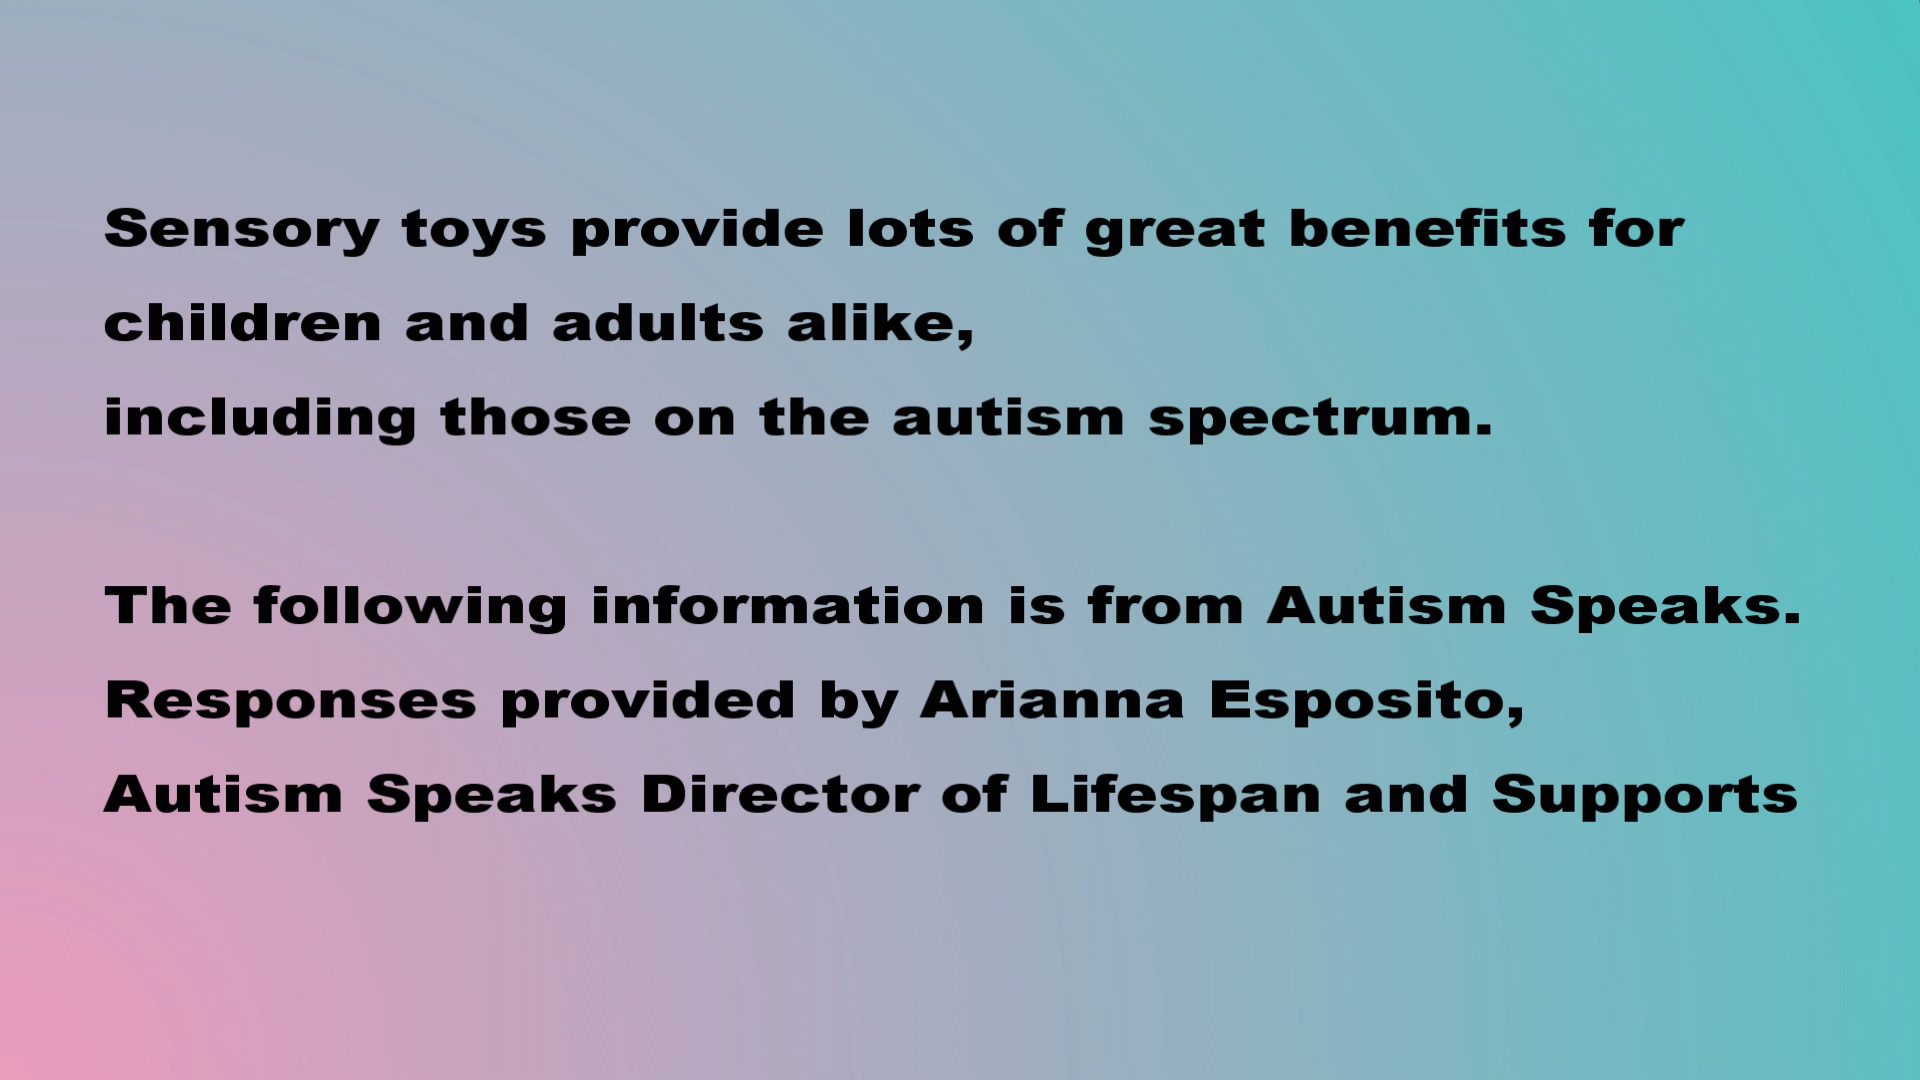 Sensory toys provide lots of great benefits for
children and adults alike,
including those on the autism spectrum.
The following information is from Autism Speaks.
Responses provided by Arianna Esposito,
Autism Speaks Director of Lifespan and Supports